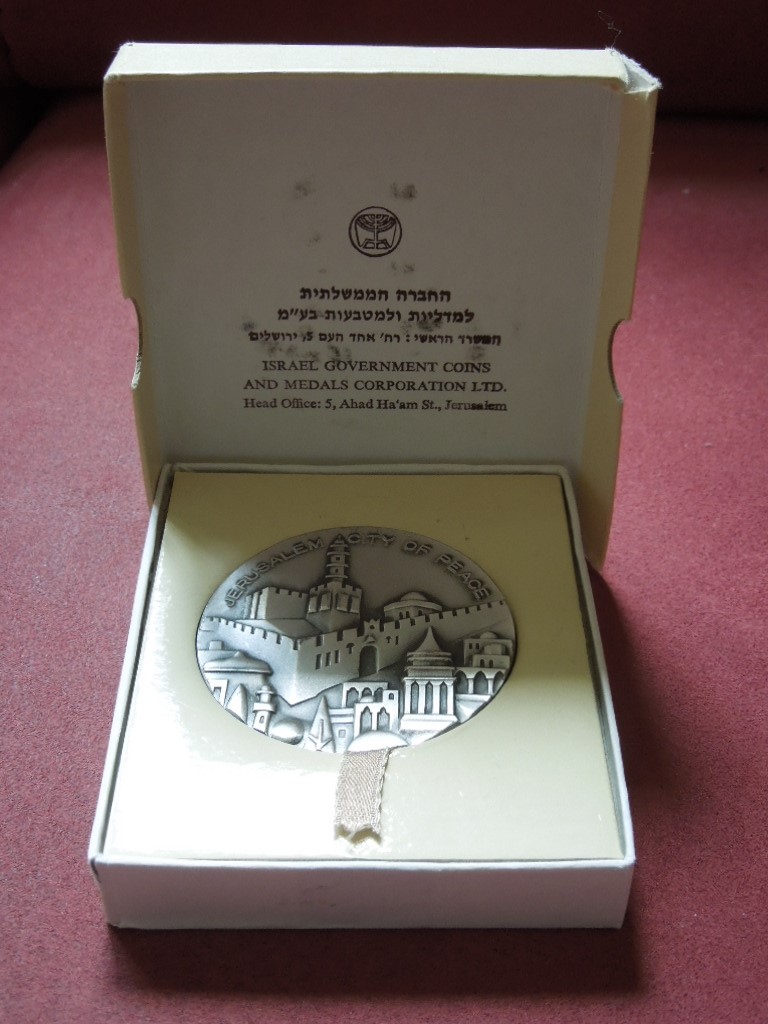 החברה הממשלתית
למדליות ולמטבעות בע"מ
המשרד הראשי : רח' אחד העם 5, ירושלים
ISRAEL GOVERNMENT COINS
AND MEDALS CORPORATION LTD.
Head Office: 5, Ahad Ha'am St., Jerusalem
JERUSALEM CITY OF PEACE